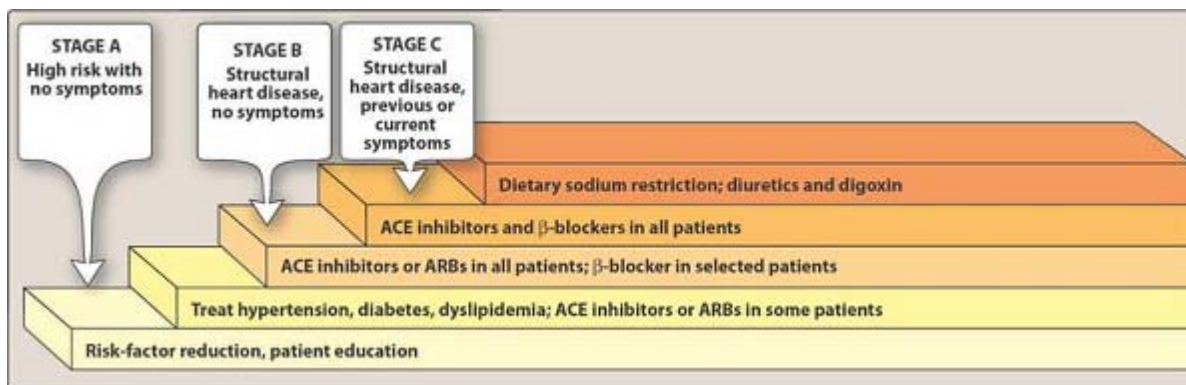 STAGE A
High risk with
no symptoms
STAGE B
Structural
heart disease,
no symptoms
STAGE C
Structural
heart disease,
previous or
current
symptoms
Dietary sodium restriction; diuretics and digoxin
ACE inhibitors and β-blockers in all patients
ACE inhibitors or ARBs in all patients; β-blocker in selected patients
Treat hypertension, diabetes, dyslipidemia; ACE inhibitors or ARBs in some patients
Risk-factor reduction, patient education